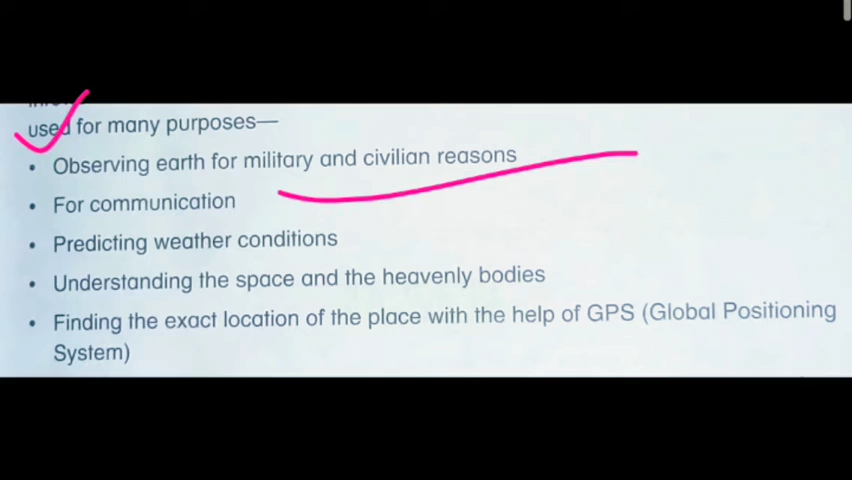 used for many purposes—
• Observing earth for military and civilian reasons
• For communication
• Predicting weather conditions
• Understanding the space and the heavenly bodies
• Finding the exact location of the place with the help of GPS (Global Positioning
System)